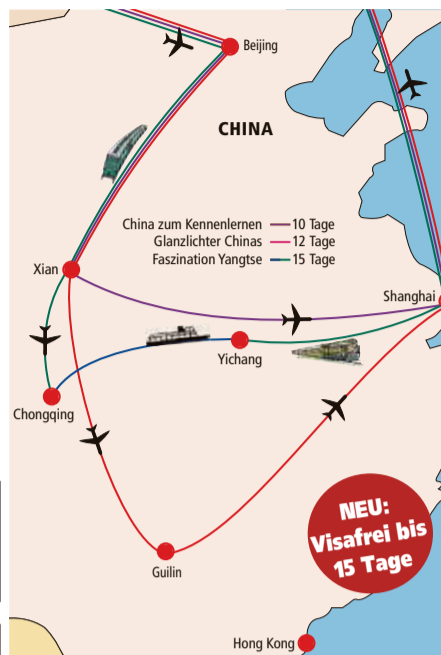 Beijing
CHINA
China zum Kennenlernen 10 Tage
Glanzlichter Chinas 12 Tage
Faszination Yangtse 15 Tage
Xian
Shanghai
Yichang
Chongqing
NEU:
Visafrei bis
15 Tage
Guilin
Hong Kong